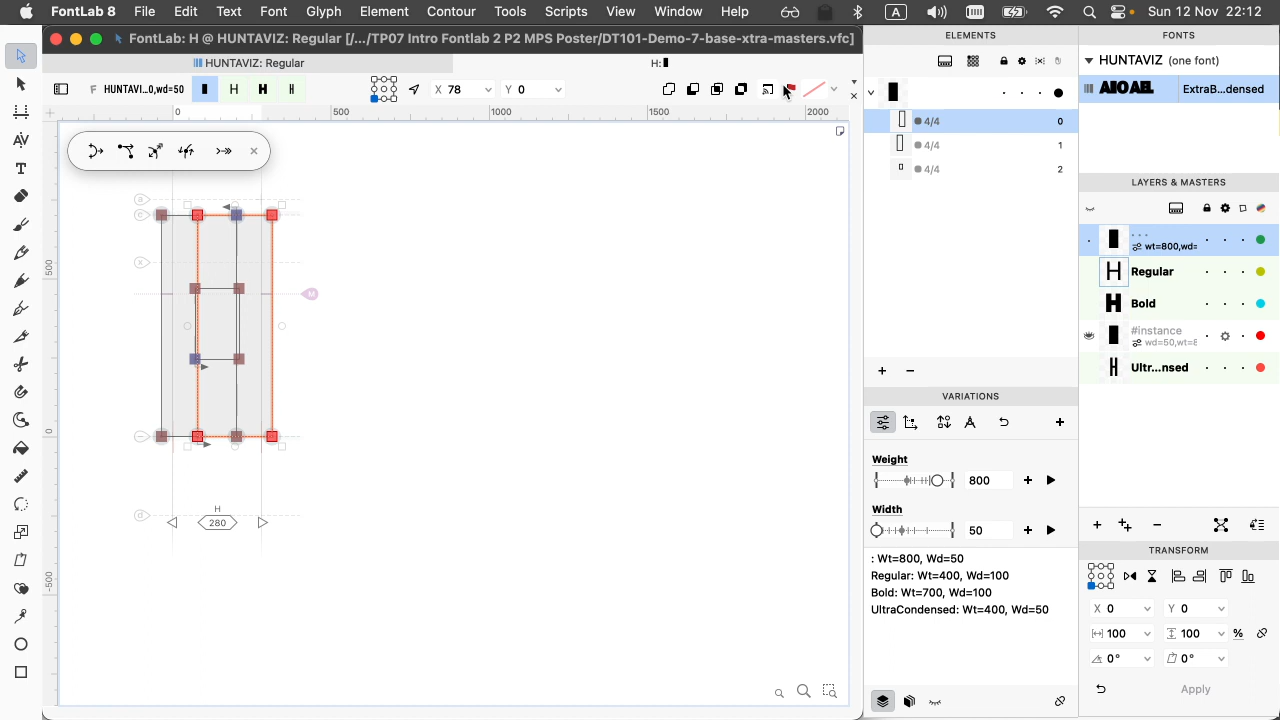 FontLab 8 File Edit Text Font Glyph Element Contour Tools Scripts View Window Help A Sun 12 Nov 22:12
FontLab: H @ HUNTAVIZ: Regular [/.../TP07 Intro Fontlab 2 P2 MPS Poster/DT101-Demo-7-base-xtra-masters.vfc]
HUNTAVIZ: Regular
H:
F HUNTAVI...0,wd=50 H H H X 78 Y 0
0 500 1000 1500 2000
500
0
-500
a
c
x
M
d
H
280
ELEMENTS
4/4 0
4/4 1
4/4 2
VARIATIONS
Weight
800
Width
50
: Wt=800, Wd=50
Regular: Wt=400, Wd=100
Bold: Wt=700, Wd=100
UltraCondensed: Wt=400, Wd=50
FONTS
HUNTAVIZ (one font)
ExtraB...densed
LAYERS & MASTERS
wt=800,wd=
H Regular
H Bold
#instance
wd=50,wt=8
H Ultr...nsed
TRANSFORM
X 0 Y 0
100 100 %
0° 0°
Apply